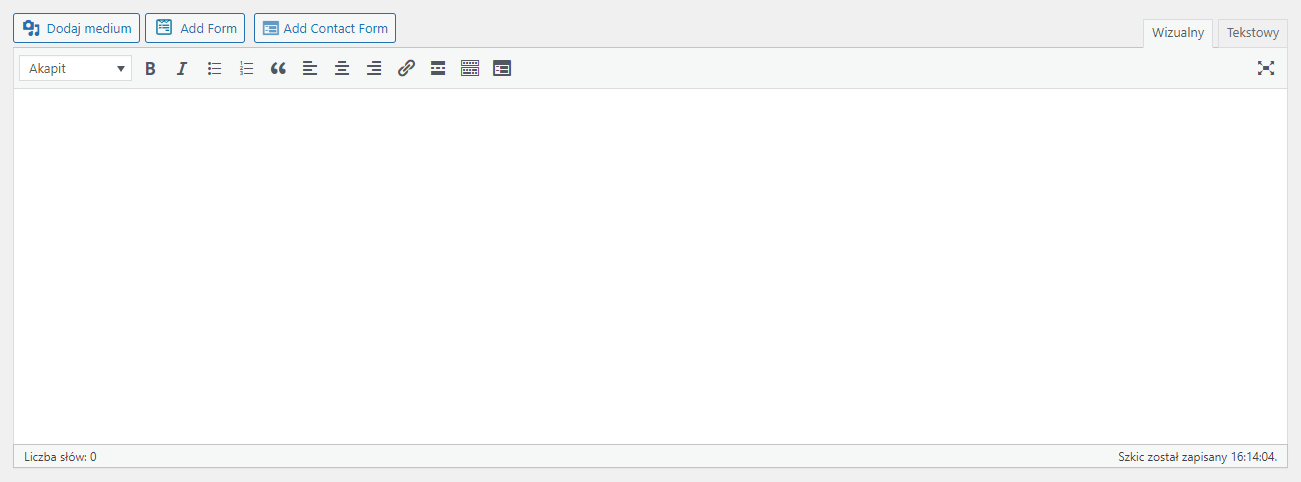 Dodaj medium Add Form Add Contact Form Wizualny Tekstowy
Akapit
Liczba słów: 0 Szkic został zapisany 16:14:04.